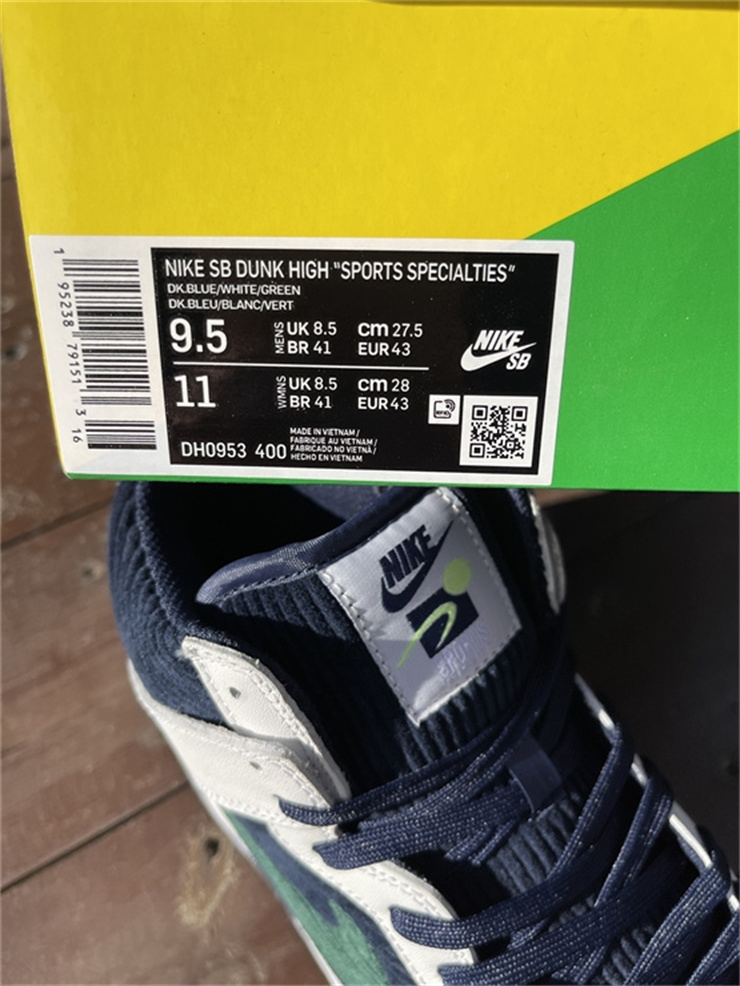 NIKE SB DUNK HIGH "SPORTS SPECIALTIES"
DK.BLUE/WHITE/GREEN
DK.BLEU/BLANC/VERT
9.5 MENS UK 8.5 cm 27.5
BR 41 EUR 43
11 WMNS UK 8.5 cm 28
BR 41 EUR 43
DH0953 400
MADE IN VIETNAM /
FABRIQUE AU VIETNAM /
FABRICADO NO VIETNÃ /
HECHO EN VIETNAM
NIKE
SB
1 95238 79151 3 16
NIKE